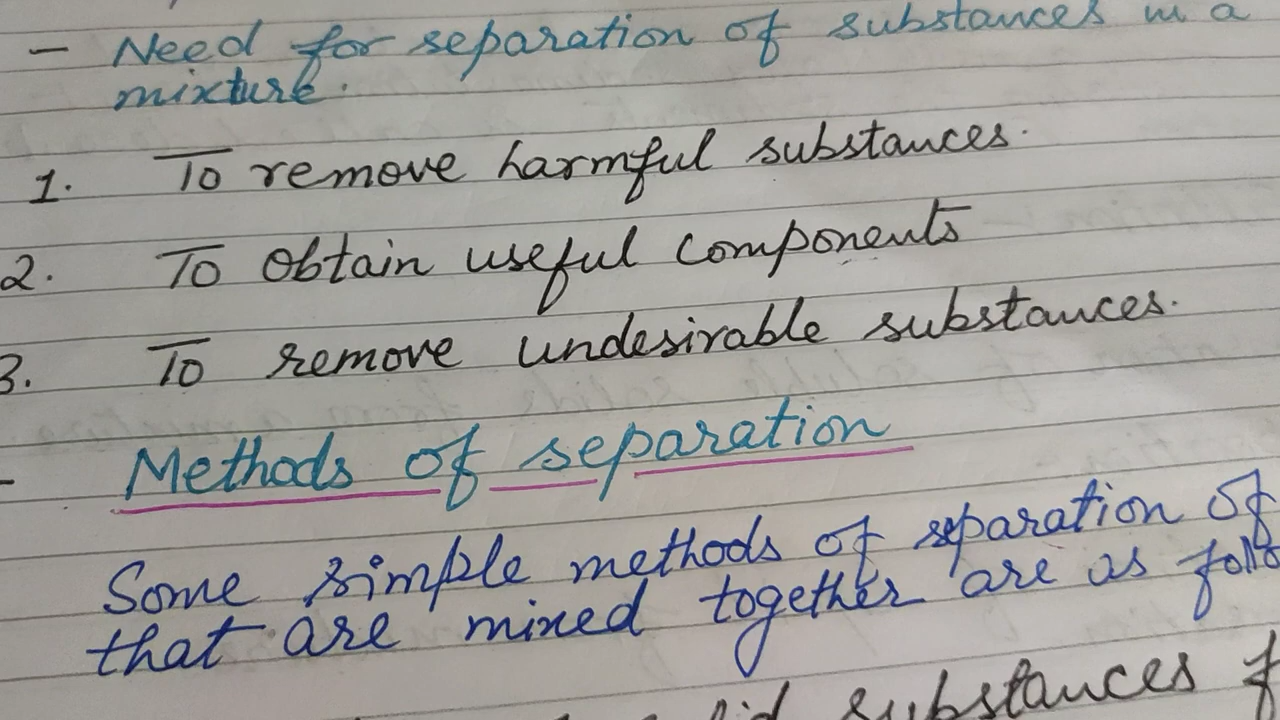 - Need for separation of substances in a
mixture.
1. To remove harmful substances.
2. To Obtain useful Components
3. To remove undesirable substances.
- Methods of separation
Some simple methods of separation of
that are mixed together are as follo
substances